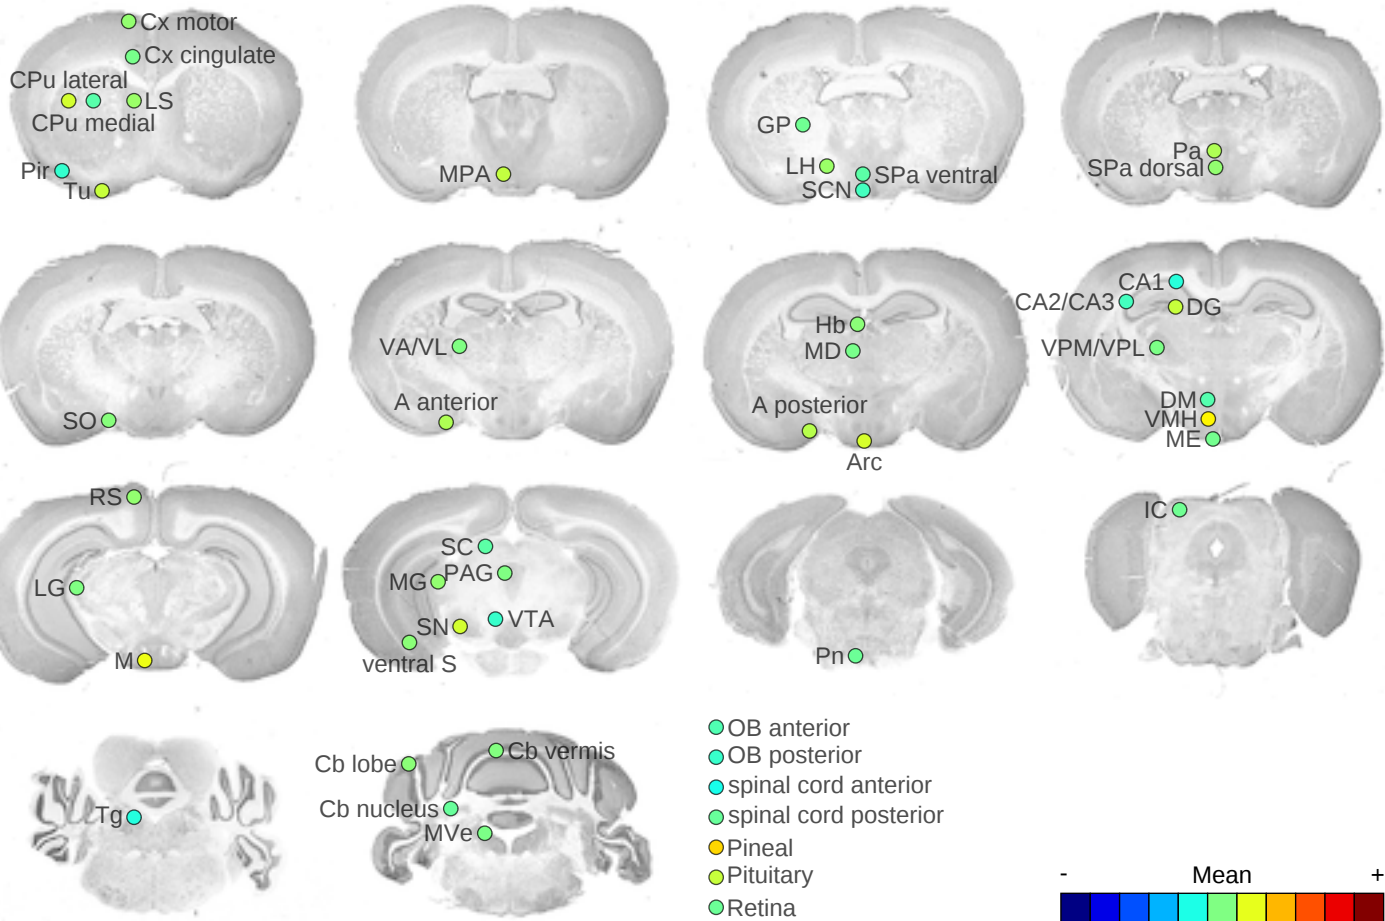 Cx motor
Cx cingulate
CPu lateral
LS
CPu medial
Pir
Tu
MPA
GP
LH
SPa ventral
SCN
Pa
SPa dorsal
SO
VA/VL
A anterior
Hb
MD
A posterior
Arc
CA1
CA2/CA3
DG
VPM/VPL
DM
VMH
ME
RS
LG
M
SC
MG
PAG
SN
VTA
ventral S
Pn
IC
Tg
Cb lobe
Cb vermis
Cb nucleus
MVe
OB anterior
OB posterior
spinal cord anterior
spinal cord posterior
Pineal
Pituitary
Retina
- Mean +